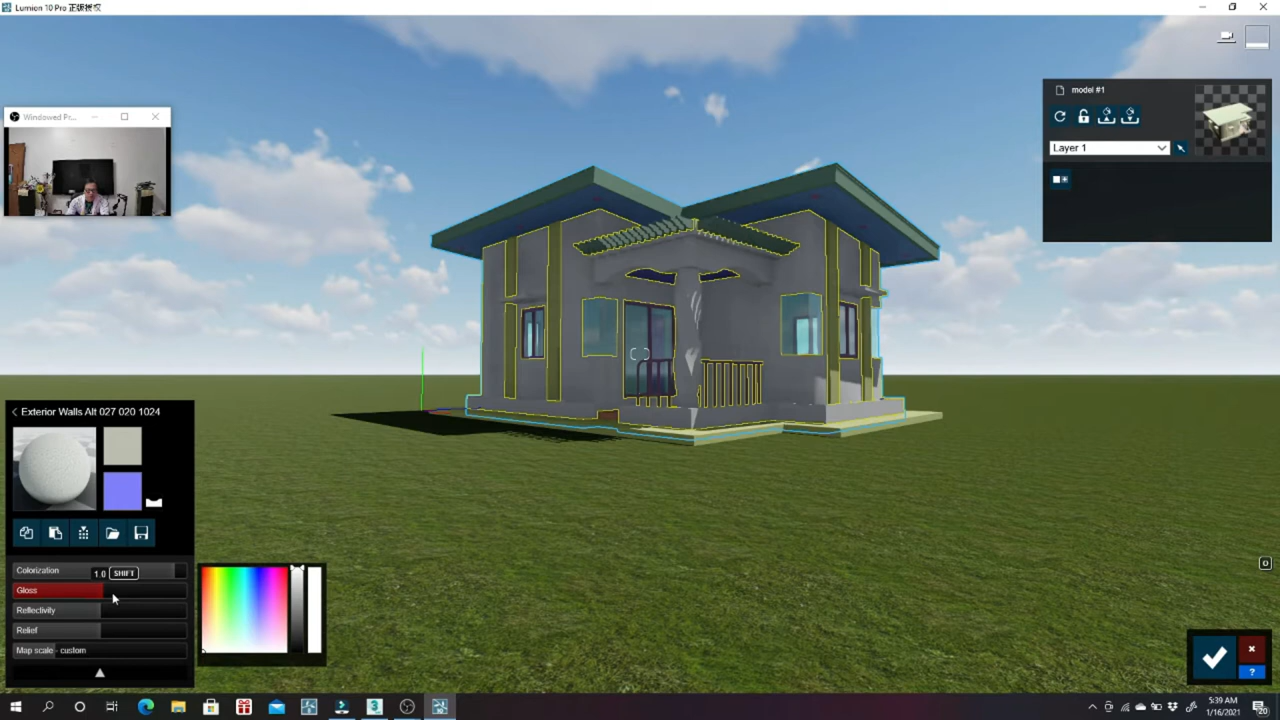 Lumion 10 Pro 正版授权
Windowed Pr...
model #1
Layer 1
Exterior Walls Alt 027 020 1024
Colorization
1.0 SHIFT
Gloss
Reflectivity
Relief
Map scale - custom
?
5:39 AM
1/16/2021
20